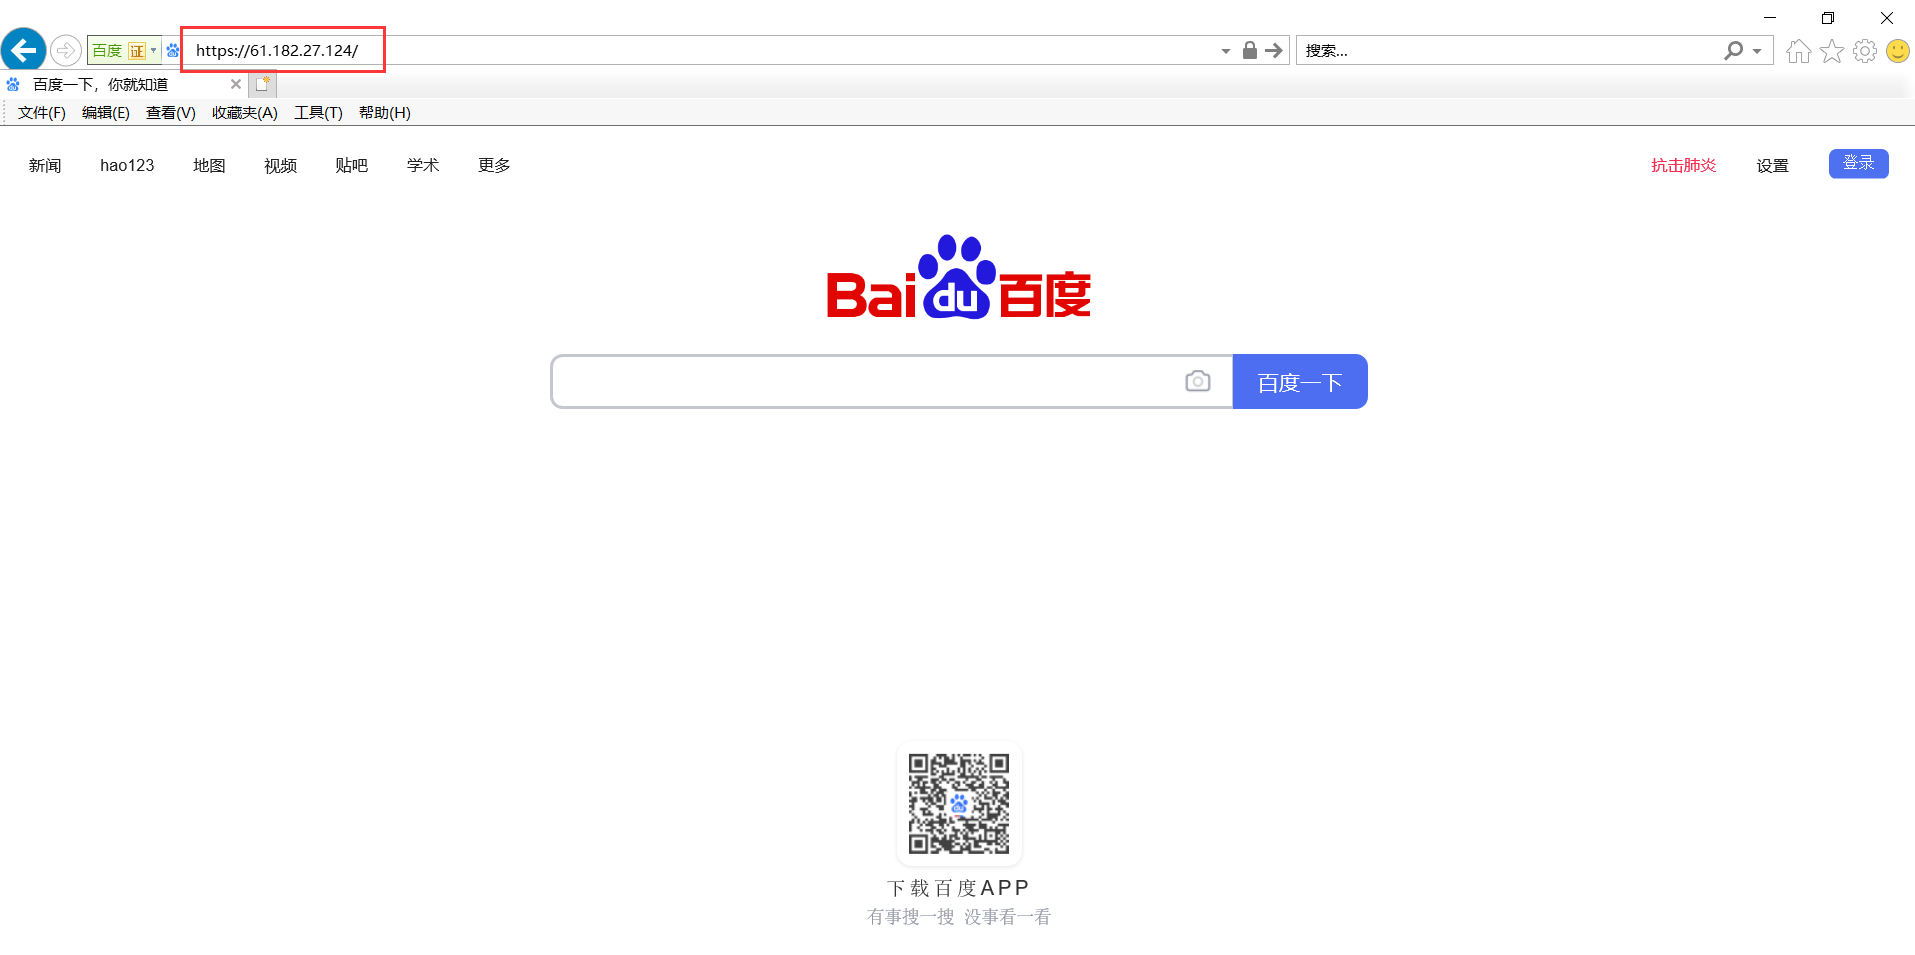 百度 证 https://61.182.27.124/ 搜索...
百度一下，你就知道
文件(F) 编辑(E) 查看(V) 收藏夹(A) 工具(T) 帮助(H)
新闻 hao123 地图 视频 贴吧 学术 更多 抗击肺炎 设置 登录
Bai du 百度
百度一下
du
下载百度APP
有事搜一搜 没事看一看